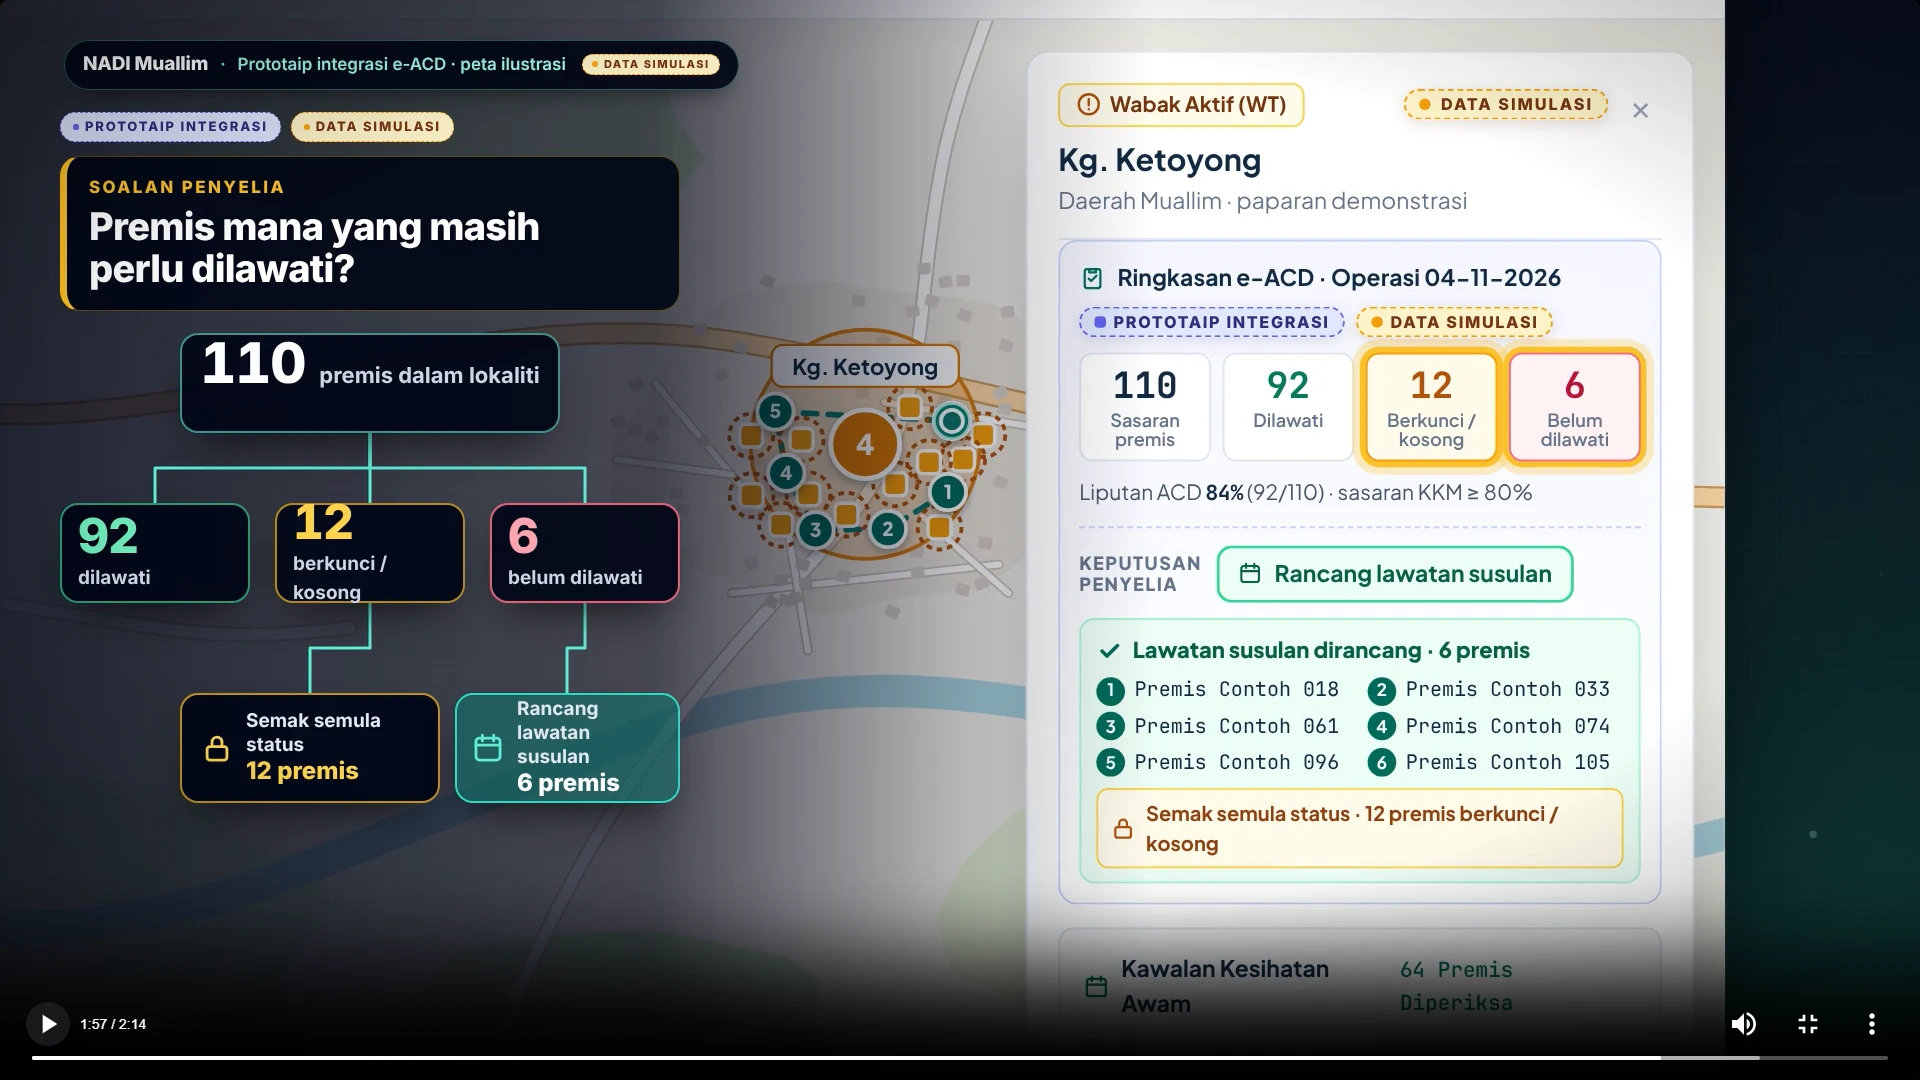 NADI Muallim · Prototaip integrasi e-ACD · peta ilustrasi DATA SIMULASI
PROTOTAIP INTEGRASI DATA SIMULASI
SOALAN PENYELIA
Premis mana yang masih
perlu dilawati?
110 premis dalam lokaliti
92
dilawati
12
berkunci /
kosong
6
belum dilawati
Semak semula
status
12 premis
Rancang
lawatan
susulan
6 premis
Kg. Ketoyong
5
4
4
1
3
2
Wabak Aktif (WT)
DATA SIMULASI
Kg. Ketoyong
Daerah Muallim · paparan demonstrasi
Ringkasan e-ACD · Operasi 04-11-2026
PROTOTAIP INTEGRASI DATA SIMULASI
110
Sasaran
premis
92
Dilawati
12
Berkunci /
kosong
6
Belum
dilawati
Liputan ACD 84% (92/110) · sasaran KKM ≥ 80%
KEPUTUSAN
PENYELIA
Rancang lawatan susulan
Lawatan susulan dirancang · 6 premis
1 Premis Contoh 018
2 Premis Contoh 033
3 Premis Contoh 061
4 Premis Contoh 074
5 Premis Contoh 096
6 Premis Contoh 105
Semak semula status · 12 premis berkunci /
kosong
Kawalan Kesihatan
Awam
64 Premis
Diperiksa
1:57 / 2:14